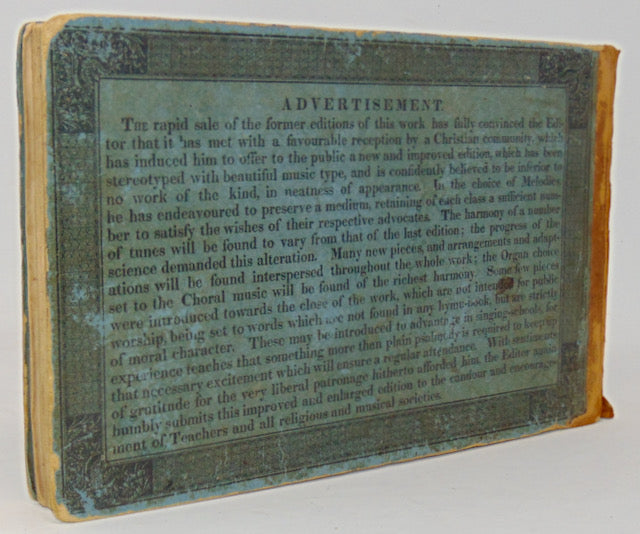 ADVERTISEMENT.
THE rapid sale of the former editions of this work has fully convinced the Edi-
tor that it has met with a favourable reception by a Christian community, which
has induced him to offer to the public a new and improved edition, which has been
stereotyped with beautiful music type, and is confidently believed to be inferior to
no work of the kind, in neatness of appearance. In the choice of Melodies,
he has endeavoured to preserve a medium, retaining of each class a sufficient num-
ber to satisfy the wishes of their respective advocates. The harmony of a number
of tunes will be found to vary from that of the last edition; the progress of the
science demanded this alteration. Many new pieces, and arrangements and adapt-
ations will be found interspersed throughout the whole work; the Organ choice
set to the Choral music will be found of the richest harmony. Some few pieces
were introduced towards the close of the work, which are not intended for public
worship, being set to words which are not found in any hymn-book, but are strictly
of moral character. These may be introduced to advantage in singing-schools, for
experience teaches that something more then plain psalmody is required to keep up
that necessary excitement which will ensure a regular attendance. With sentiments
of gratitude for the very liberal patronage hitherto afforded him, the Editor again
humbly submits this improved and enlarged edition to the candour and encourage-
ment of Teachers and all religious and musical societies.